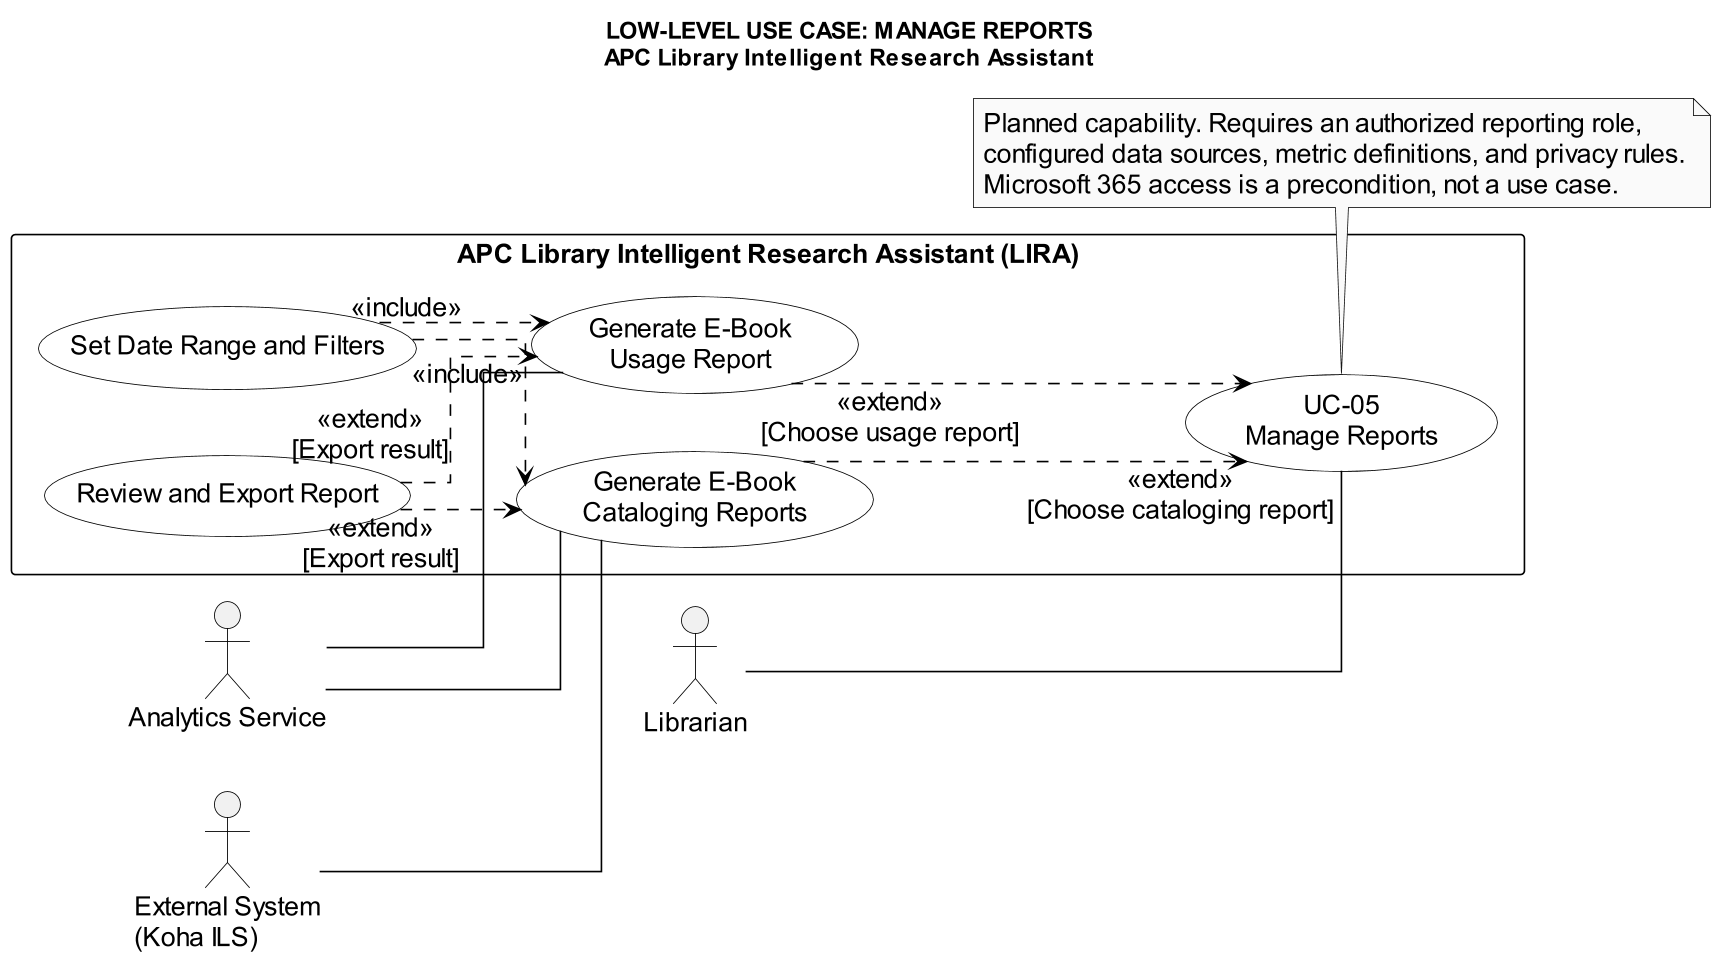 LOW-LEVEL USE CASE: MANAGE REPORTS
APC Library Intelligent Research Assistant
Planned capability. Requires an authorized reporting role,
configured data sources, metric definitions, and privacy rules.
Microsoft 365 access is a precondition, not a use case.
APC Library Intelligent Research Assistant (LIRA)
«include»
Set Date Range and Filters
Generate E-Book
Usage Report
«include»
«extend»
[Export result]
«extend»
[Choose usage report]
UC-05
Manage Reports
Review and Export Report
Generate E-Book
Cataloging Reports
«extend»
[Choose cataloging report]
«extend»
[Export result]
Analytics Service
Librarian
External System
(Koha ILS)